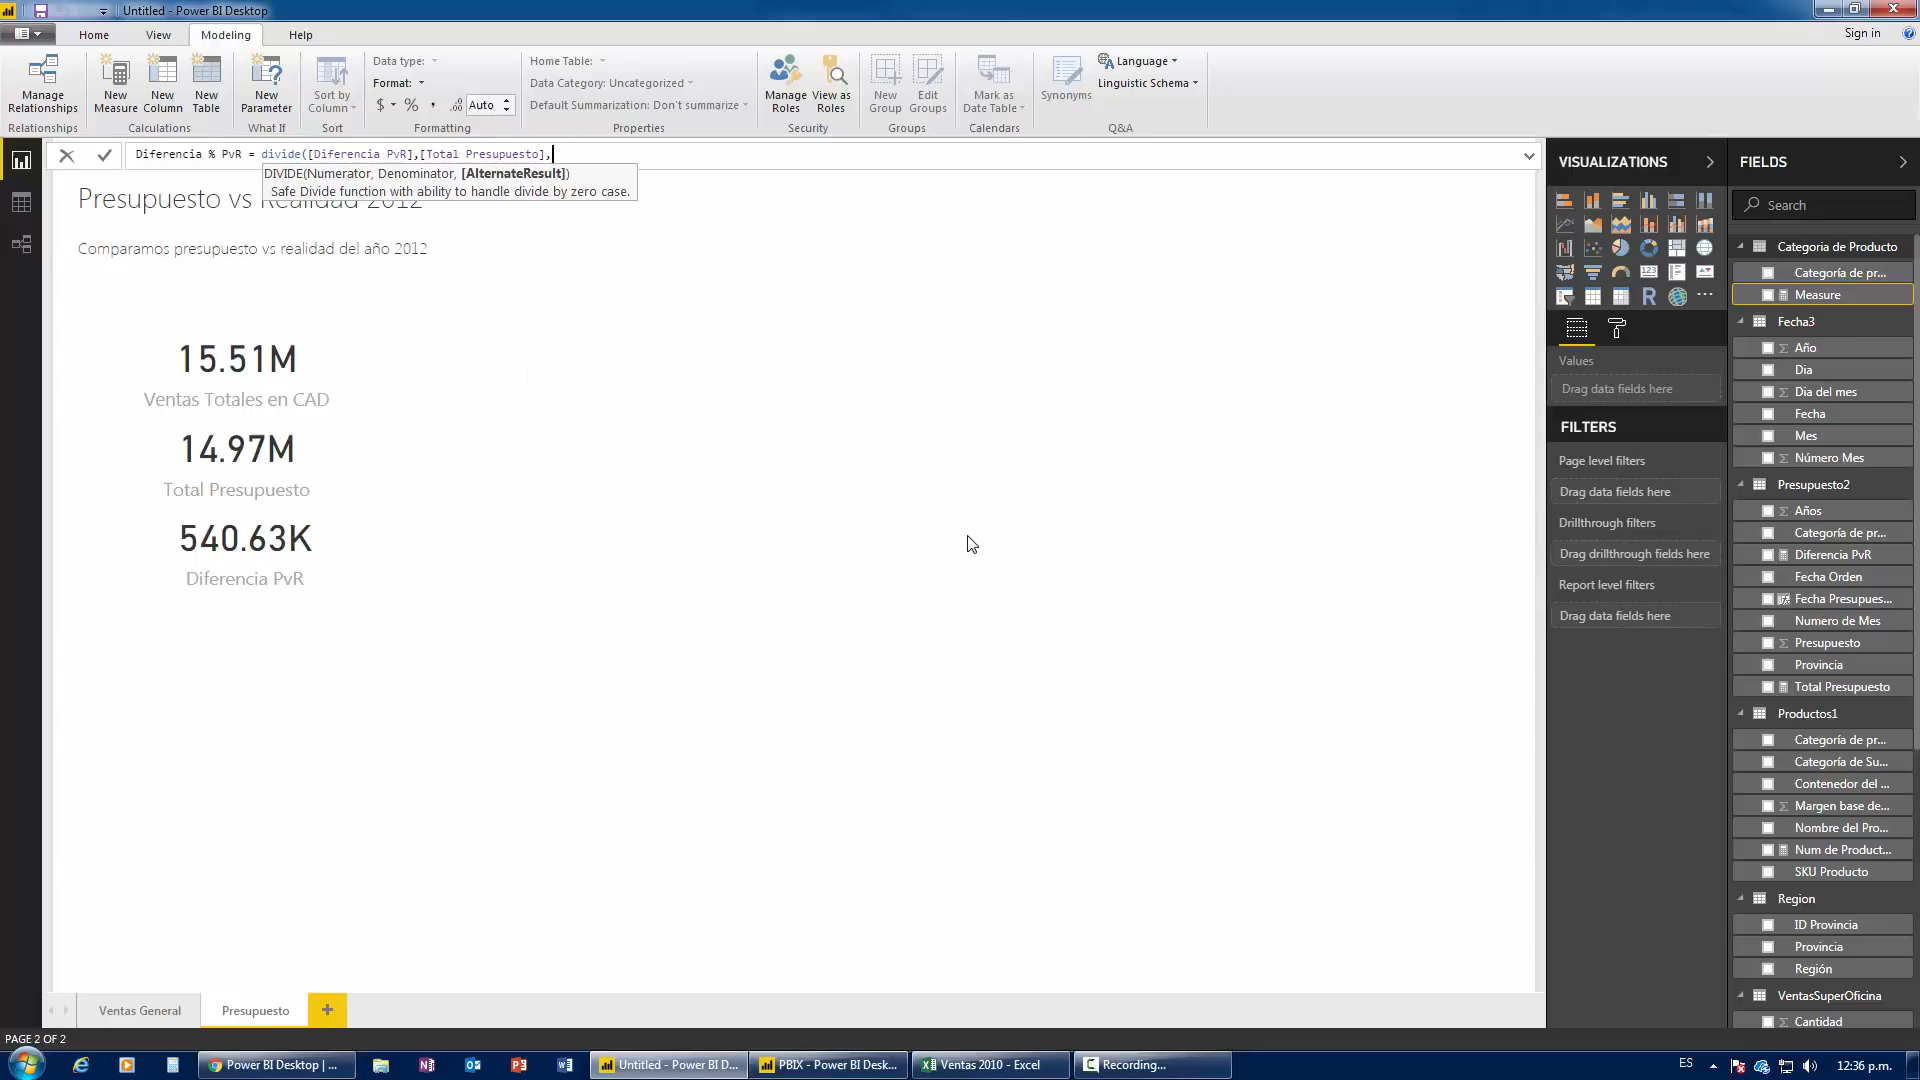 Untitled - Power BI Desktop
Home
View
Modeling
Help
Sign in
Manage Relationships
New Measure
New Column
New Table
New Parameter
Sort by Column
Data type:
Format:
$ % , .00 Auto
Home Table:
Data Category: Uncategorized
Default Summarization: Don't summarize
Manage Roles
View as Roles
New Group
Edit Groups
Mark as Date Table
Synonyms
Language
Linguistic Schema
Relationships
Calculations
What If
Sort
Formatting
Properties
Security
Groups
Calendars
Q&A
Diferencia % PvR = divide([Diferencia PvR],[Total Presupuesto],
DIVIDE(Numerator, Denominator, [AlternateResult])
Safe Divide function with ability to handle divide by zero case.
Presupuesto vs Realidad 2012
Comparamos presupuesto vs realidad del año 2012
15.51M
Ventas Totales en CAD
14.97M
Total Presupuesto
540.63K
Diferencia PvR
VISUALIZATIONS
R
Values
Drag data fields here
FILTERS
Page level filters
Drag data fields here
Drillthrough filters
Drag drillthrough fields here
Report level filters
Drag data fields here
FIELDS
Search
Categoria de Producto
Categoría de pr...
Measure
Fecha3
Año
Dia
Dia del mes
Fecha
Mes
Número Mes
Presupuesto2
Años
Categoría de pr...
Diferencia PvR
Fecha Orden
Fecha Presupues...
Numero de Mes
Presupuesto
Provincia
Total Presupuesto
Productos1
Categoría de pr...
Categoría de Su...
Contenedor del ...
Margen base de...
Nombre del Pro...
Num de Product...
SKU Producto
Region
ID Provincia
Provincia
Región
VentasSuperOficina
Cantidad
Ventas General
Presupuesto
PAGE 2 OF 2
Power BI Desktop | ...
Untitled - Power BI D...
PBIX - Power BI Desk...
Ventas 2010 - Excel
Recording...
ES
12:36 p.m.